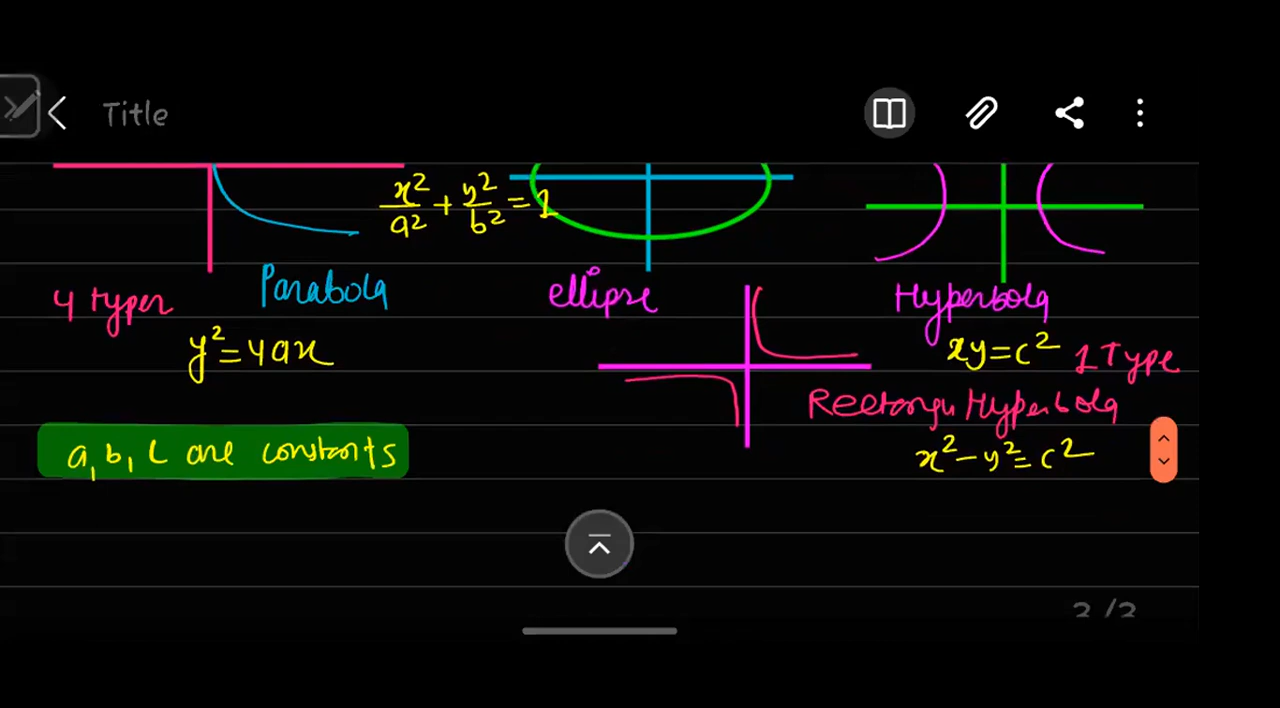 Title
x²/a² + y²/b² = 1
4 types
Parabola
ellipse
Hyperbola
y² = 4ax
xy = c² 1 Type
Rectangu Hyperbola
a, b, c are constants
x² - y² = c²